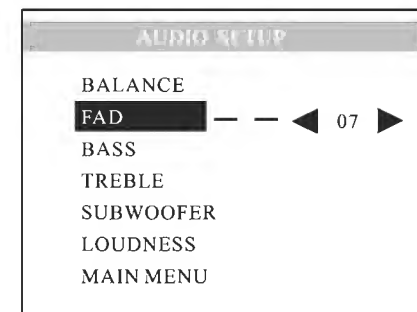 AUDIO SETUP
BALANCE
FAD — — ◀ 07 ▶
BASS
TREBLE
SUBWOOFER
LOUDNESS
MAIN MENU